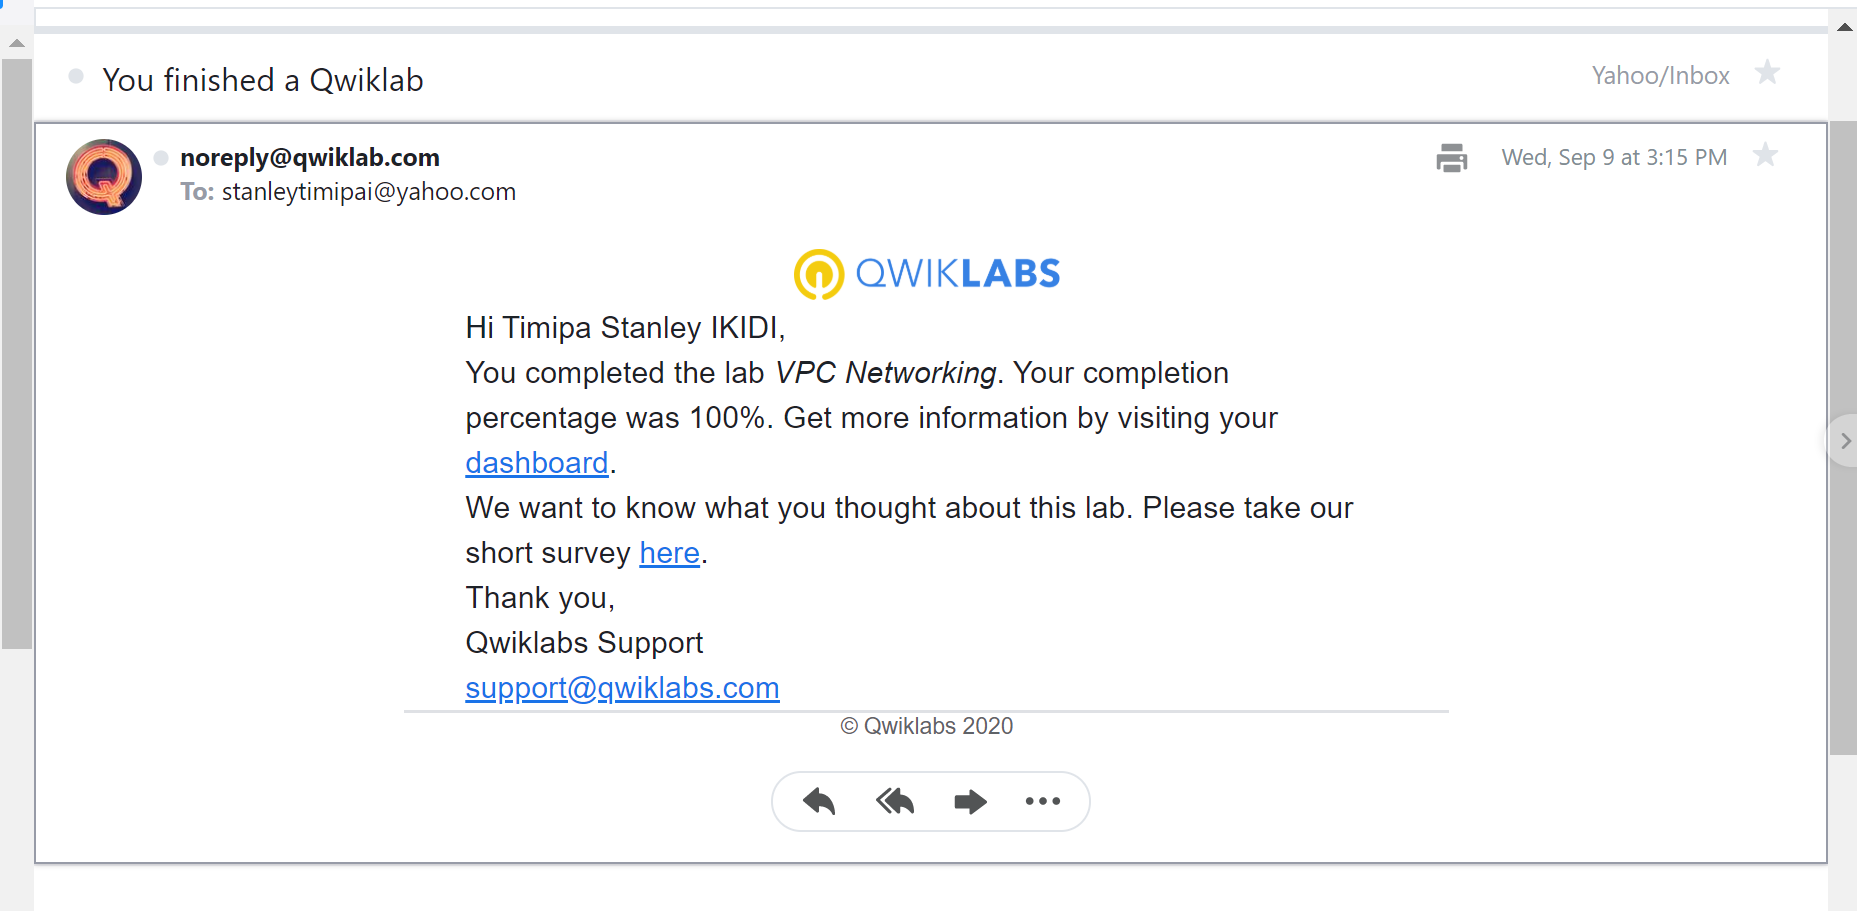 You finished a Qwiklab
Yahoo/Inbox
noreply@qwiklab.com
Wed, Sep 9 at 3:15 PM
To: stanleytimipai@yahoo.com
QWIKLABS
Hi Timipa Stanley IKIDI,
You completed the lab VPC Networking. Your completion
percentage was 100%. Get more information by visiting your
dashboard.
We want to know what you thought about this lab. Please take our
short survey here.
Thank you,
Qwiklabs Support
support@qwiklabs.com
© Qwiklabs 2020